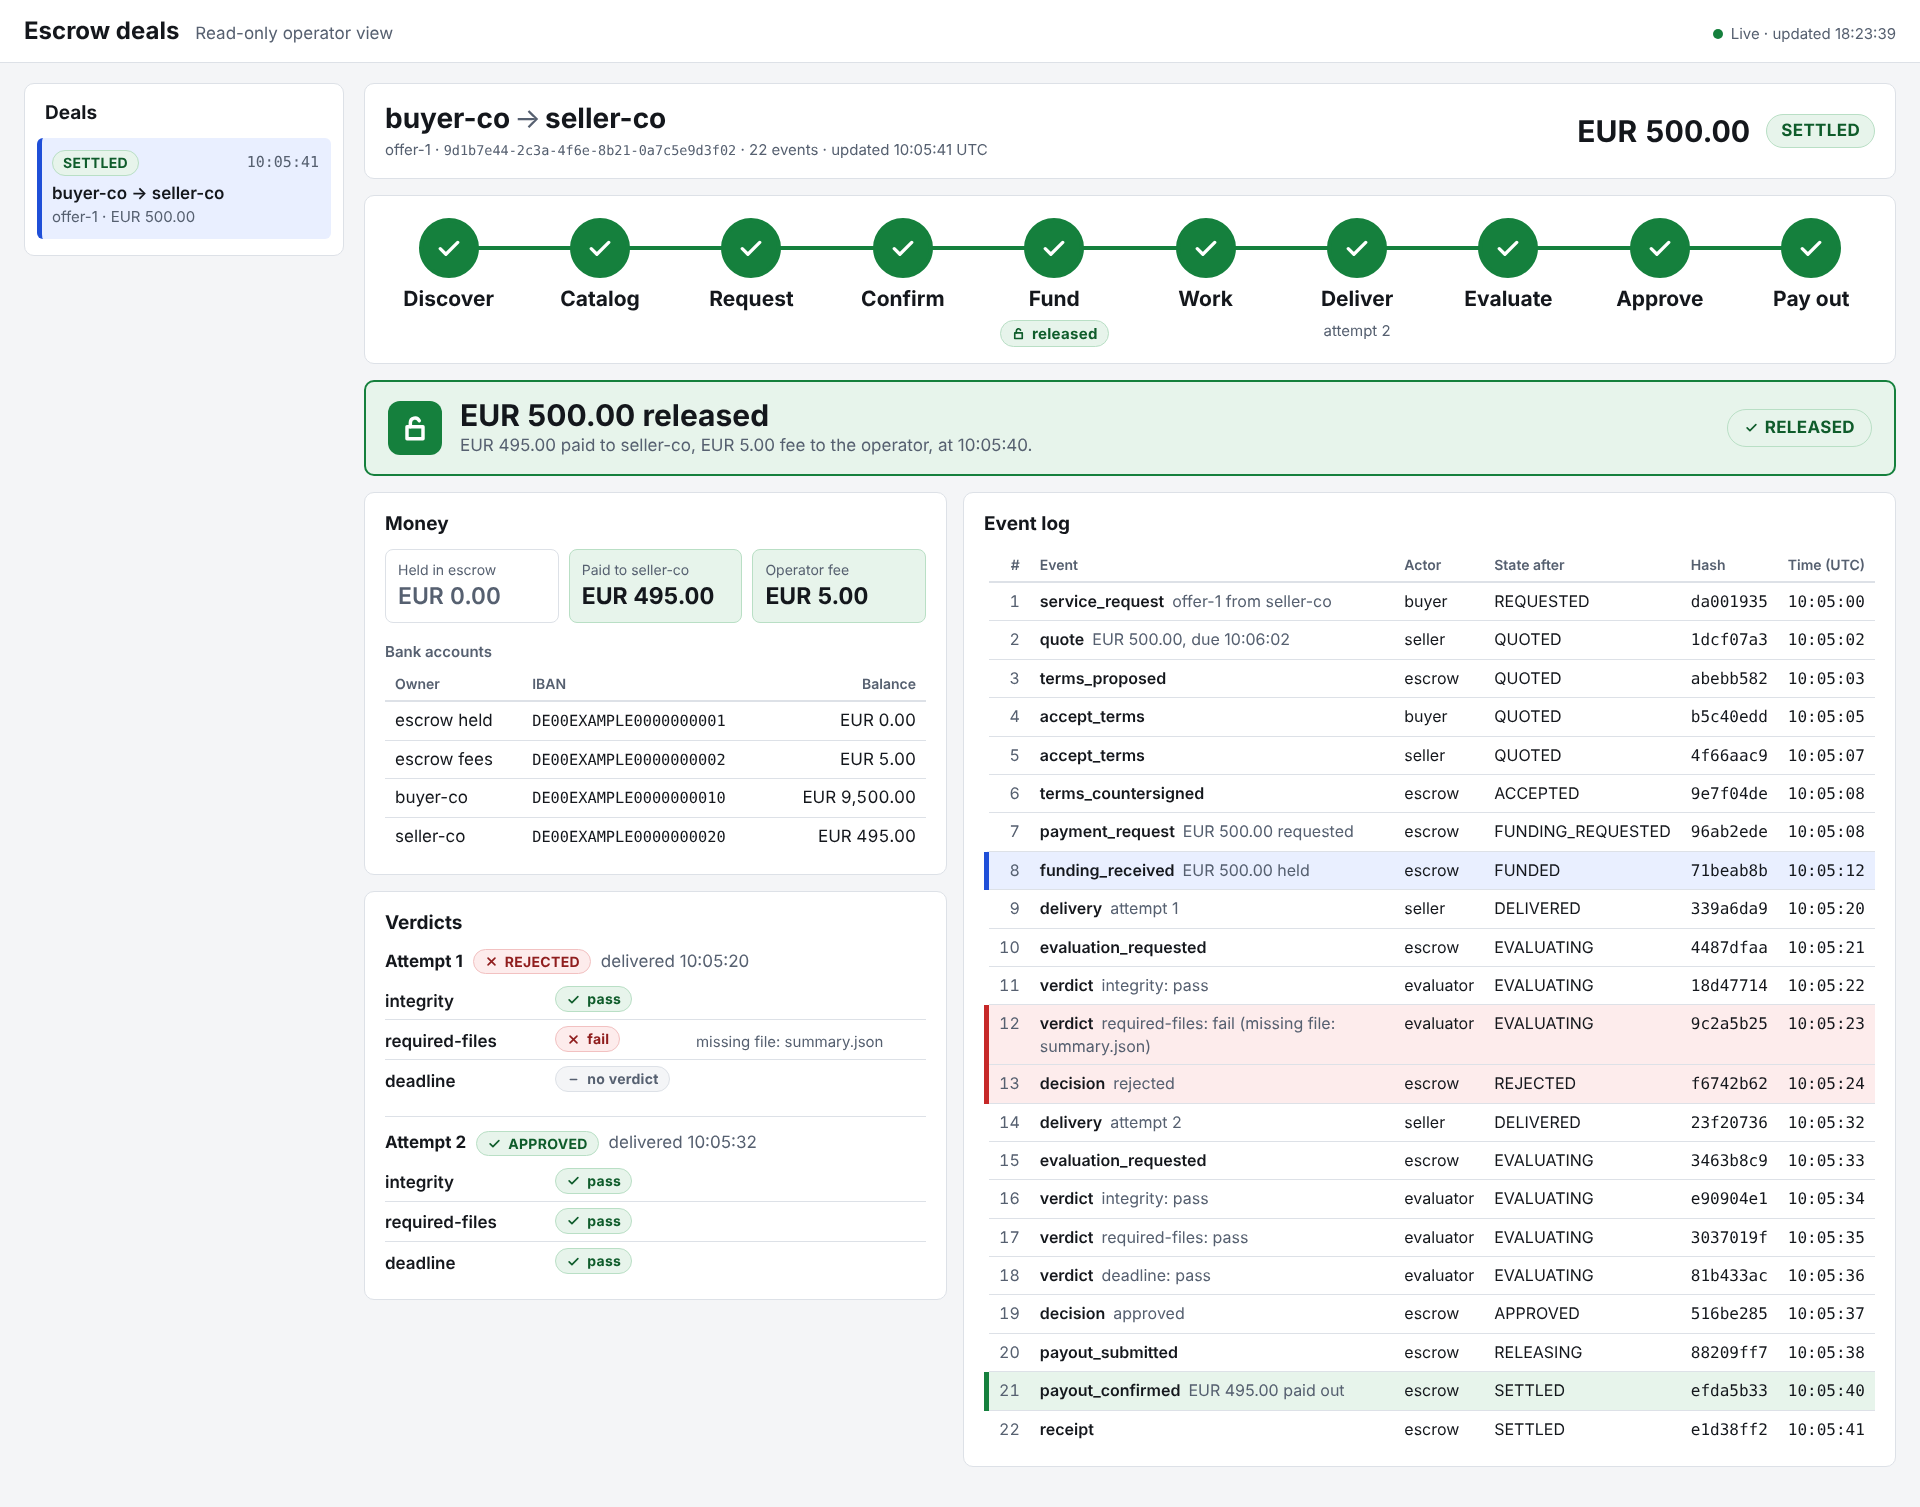 Escrow deals Read-only operator view
Live · updated 18:23:39
Deals
SETTLED 10:05:41
buyer-co → seller-co
offer-1 · EUR 500.00
buyer-co → seller-co
offer-1 · 9d1b7e44-2c3a-4f6e-8b21-0a7c5e9d3f02 · 22 events · updated 10:05:41 UTC
EUR 500.00 SETTLED
Discover Catalog Request Confirm Fund Work Deliver Evaluate Approve Pay out
released attempt 2
EUR 500.00 released
EUR 495.00 paid to seller-co, EUR 5.00 fee to the operator, at 10:05:40.
RELEASED
Money
Held in escrow Paid to seller-co Operator fee
EUR 0.00 EUR 495.00 EUR 5.00
Bank accounts
Owner IBAN Balance
escrow held DE00EXAMPLE0000000001 EUR 0.00
escrow fees DE00EXAMPLE0000000002 EUR 5.00
buyer-co DE00EXAMPLE0000000010 EUR 9,500.00
seller-co DE00EXAMPLE0000000020 EUR 495.00
Verdicts
Attempt 1 REJECTED delivered 10:05:20
integrity pass
required-files fail missing file: summary.json
deadline – no verdict
Attempt 2 APPROVED delivered 10:05:32
integrity pass
required-files pass
deadline pass
Event log
# Event Actor State after Hash Time (UTC)
1 service_request offer-1 from seller-co buyer REQUESTED da001935 10:05:00
2 quote EUR 500.00, due 10:06:02 seller QUOTED 1dcf07a3 10:05:02
3 terms_proposed escrow QUOTED abebb582 10:05:03
4 accept_terms buyer QUOTED b5c40edd 10:05:05
5 accept_terms seller QUOTED 4f66aac9 10:05:07
6 terms_countersigned escrow ACCEPTED 9e7f04de 10:05:08
7 payment_request EUR 500.00 requested escrow FUNDING_REQUESTED 96ab2ede 10:05:08
8 funding_received EUR 500.00 held escrow FUNDED 71beab8b 10:05:12
9 delivery attempt 1 seller DELIVERED 339a6da9 10:05:20
10 evaluation_requested escrow EVALUATING 4487dfaa 10:05:21
11 verdict integrity: pass evaluator EVALUATING 18d47714 10:05:22
12 verdict required-files: fail (missing file: evaluator EVALUATING 9c2a5b25 10:05:23
summary.json)
13 decision rejected escrow REJECTED f6742b62 10:05:24
14 delivery attempt 2 seller DELIVERED 23f20736 10:05:32
15 evaluation_requested escrow EVALUATING 3463b8c9 10:05:33
16 verdict integrity: pass evaluator EVALUATING e90904e1 10:05:34
17 verdict required-files: pass evaluator EVALUATING 3037019f 10:05:35
18 verdict deadline: pass evaluator EVALUATING 81b433ac 10:05:36
19 decision approved escrow APPROVED 516be285 10:05:37
20 payout_submitted escrow RELEASING 88209ff7 10:05:38
21 payout_confirmed EUR 495.00 paid out escrow SETTLED efda5b33 10:05:40
22 receipt escrow SETTLED e1d38ff2 10:05:41